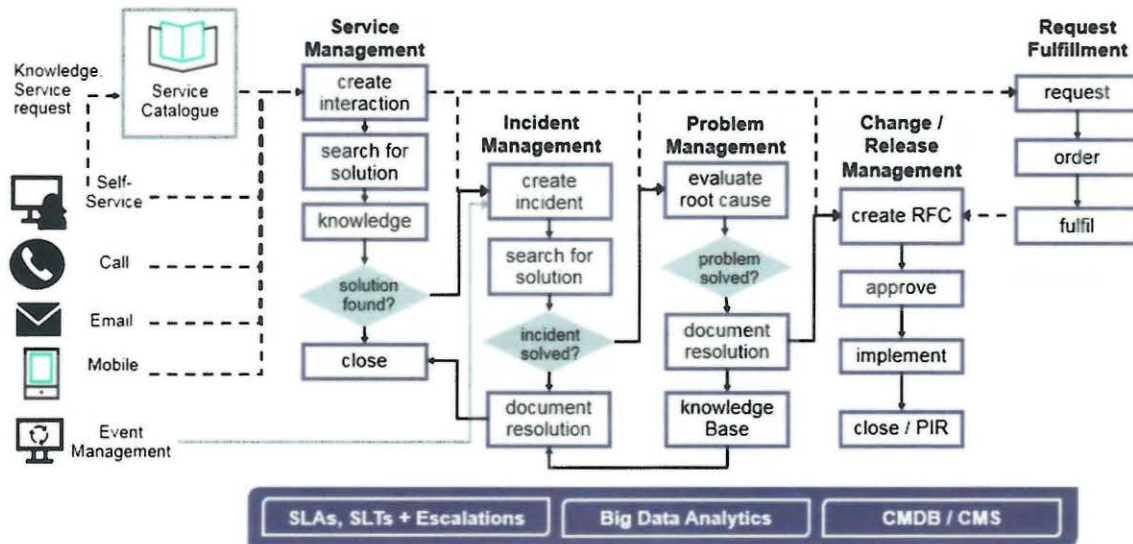 Service
Management
Request
Fulfillment
Knowledge,
Service
request
Service
Catalogue
create
interaction
request
Incident
Management
Problem
Management
Change /
Release
Management
search for
solution
order
Self-
Service
create
incident
evaluate
root cause
knowledge
create RFC
fulfil
Call
solution
found?
search for
solution
problem
solved?
approve
Email
incident
solved?
document
resolution
Mobile
close
implement
Event
Management
document
resolution
knowledge
Base
close / PIR
SLAs, SLTs + Escalations
Big Data Analytics
CMDB / CMS